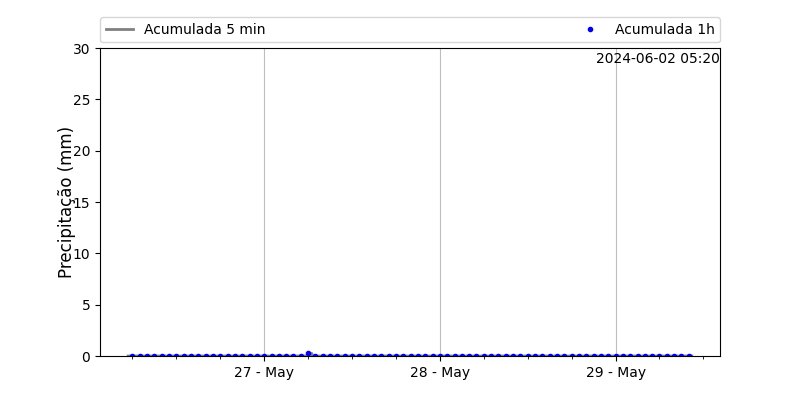 Acumulada 5 min
Acumulada 1h
2024-06-02 05:20
Precipitação (mm)
30
25
20
15
10
5
0
27 - May
28 - May
29 - May